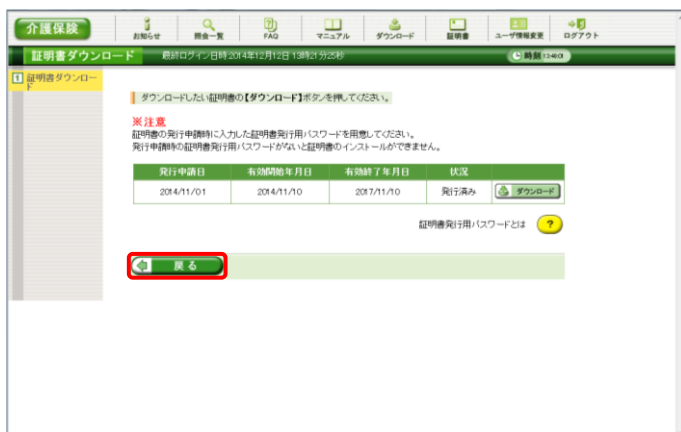 介護保険
お知らせ 照会一覧 FAQ マニュアル ダウンロード 証明書 ユーザ情報変更 ログアウト
証明書ダウンロード 最終ログイン日時:2014年12月12日 13時21分25秒 時刻
1 証明書ダウンロー
ド
ダウンロードしたい証明書の【ダウンロード】ボタンを押してください。
※注意
証明書の発行申請時に入力した証明書発行用パスワードを用意してください。
発行申請時の証明書発行用パスワードがないと証明書のインストールができません。
発行申請日 有効開始年月日 有効終了年月日 状況
2014/11/01 2014/11/10 2017/11/10 発行済み ダウンロード
証明書発行用パスワードとは ?
戻る